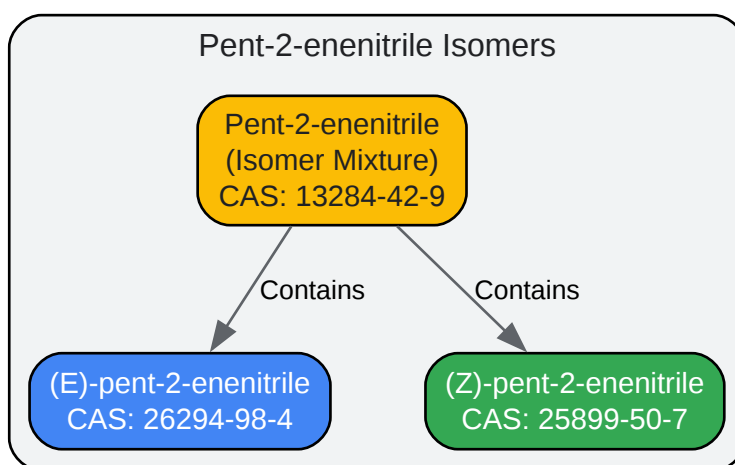 Pent-2-enenitrile Isomers
Pent-2-enenitrile
(Isomer Mixture)
CAS: 13284-42-9
Contains
Contains
(E)-pent-2-enenitrile
CAS: 26294-98-4
(Z)-pent-2-enenitrile
CAS: 25899-50-7